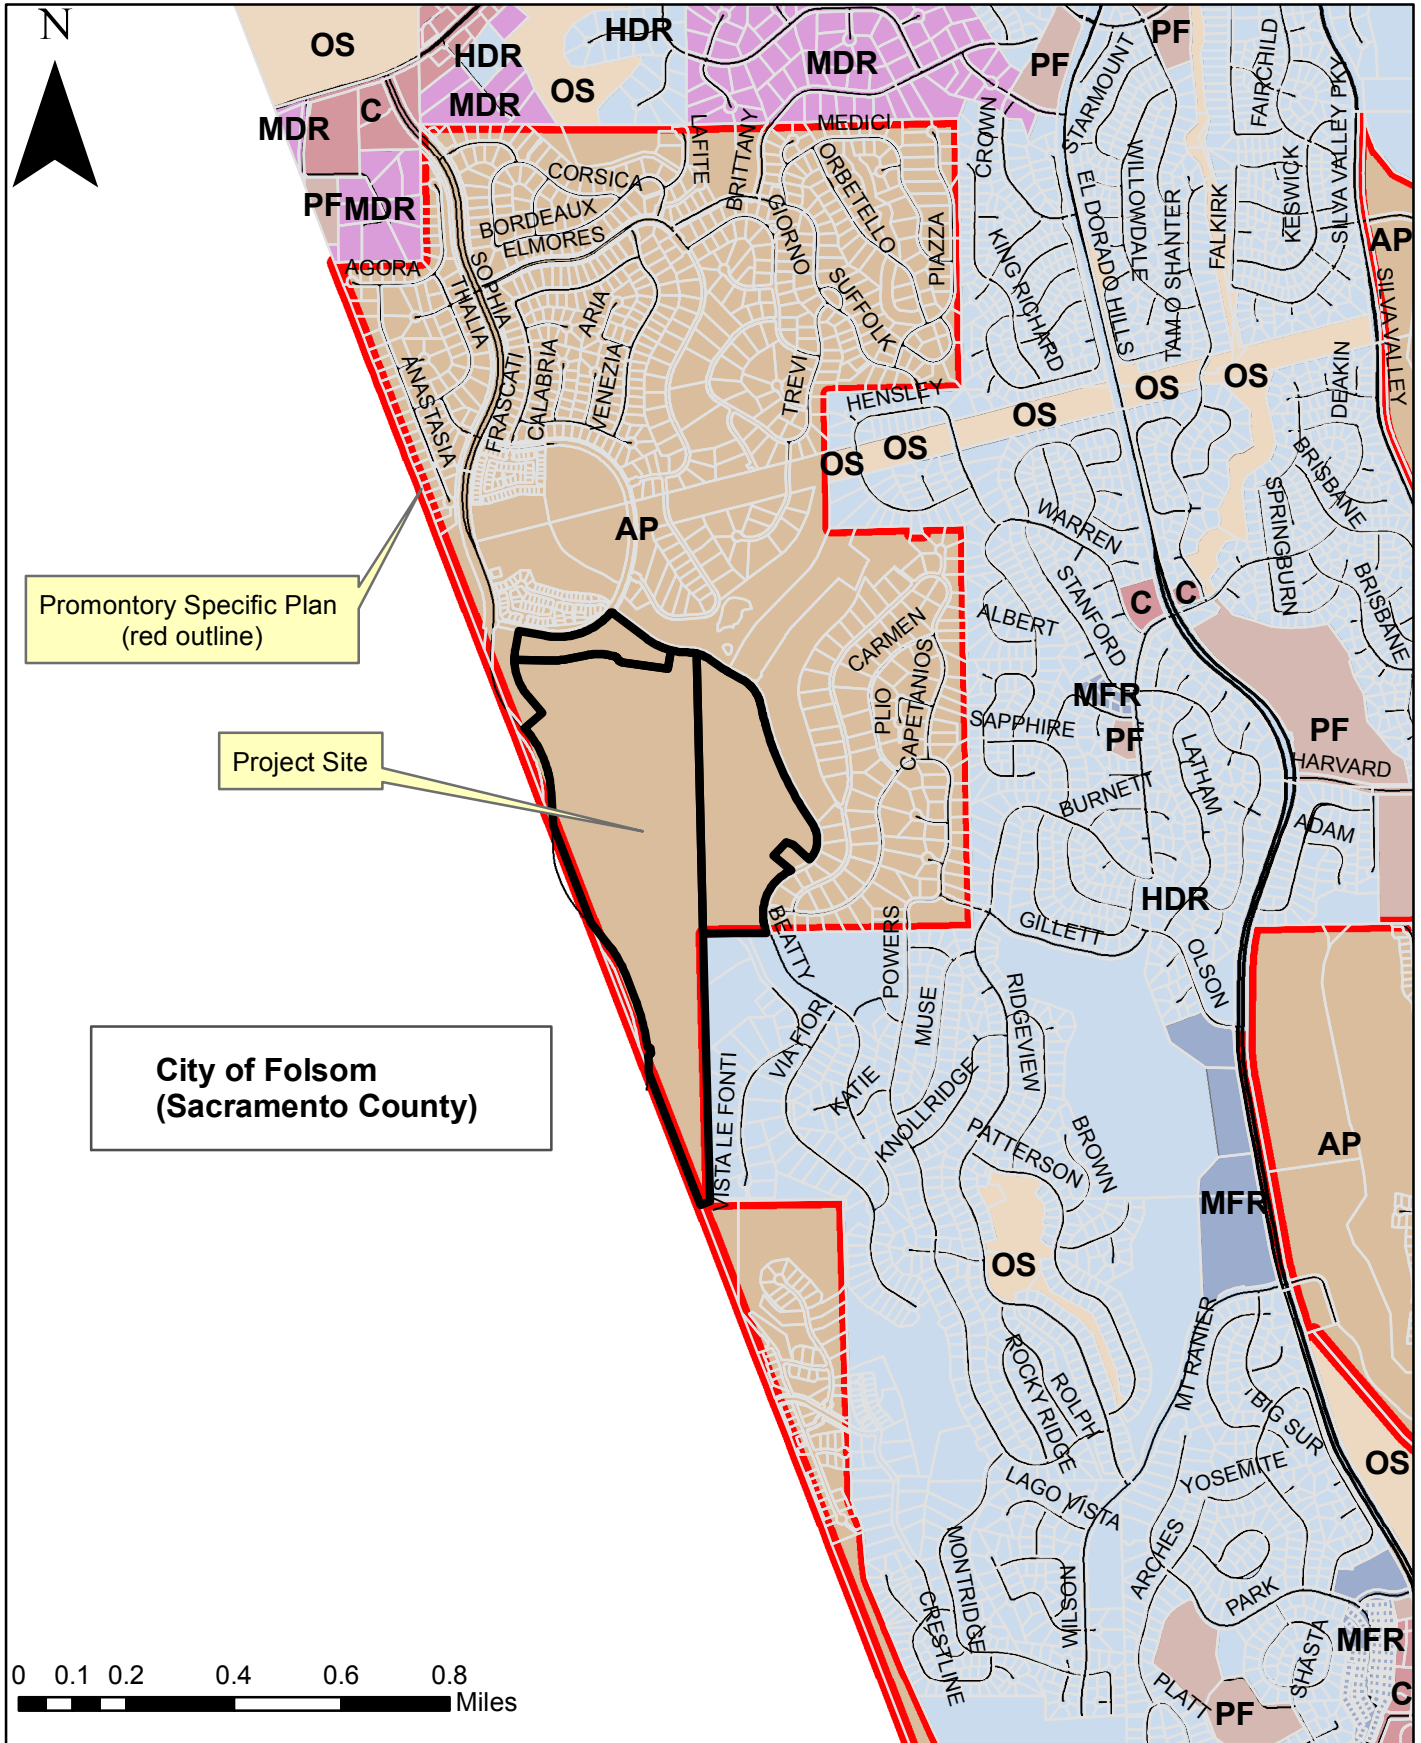 N
OS
HDR
HDR
MDR
MDR
OS
PF
PF
C
MDR
PF
MDR
STARMOUNT
FAIRCHILD
SILVA VALLEY PKY
LAFITE
BRITTANY
MEDICI
CROWN
CORSICA
ORBETELLO
WILLOWDALE
KESWICK
BORDEAUX
ELMORES
GIORNO
PIAZZA
EL DORADO HILLS
TAM O SHANTER
FALKIRK
AP
AGORA
SOPHIA
THALIA
ARIA
SUFFOLK
KING RICHARD
SILVA VALLEY
ANASTASIA
FRASCATI
CALABRIA
VENEZIA
TREVI
HENSLEY
OS
OS
OS
OS
OS
DEAKIN
BRISBANE
SPRINGBURN
WARREN
AP
STANFORD
BRISBANE
Promontory Specific Plan
(red outline)
C
C
ALBERT
CARMEN
PLIO
CAPETANIOS
MFR
SAPPHIRE
PF
PF
LATHAM
HARVARD
Project Site
BURNETT
ADAM
HDR
BEATTY
POWERS
GILLETT
OLSON
MUSE
RIDGEVIEW
VIA FIOR
City of Folsom
(Sacramento County)
VISTA LE FONTI
KATIE
KNOLLRIDGE
PATTERSON
BROWN
AP
MFR
OS
MT RANIER
ROCKY RIDGE
ROLPH
BIG SUR
OS
YOSEMITE
LAGO VISTA
MONTRIDGE
ARCHES
CRESTLINE
WILSON
PARK
SHASTA
MFR
PLATT
PF
C
0 0.1 0.2 0.4 0.6 0.8
Miles